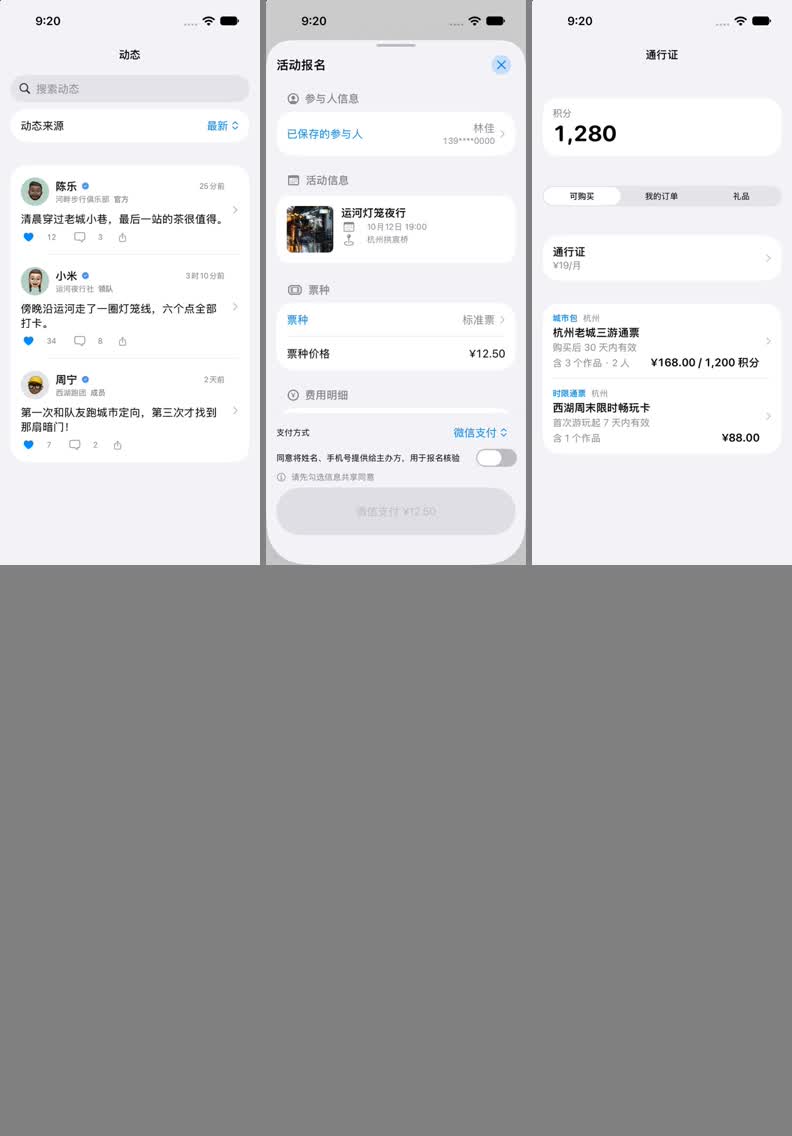 9:20
动态
搜索动态
动态来源
最新
陈乐
25分前
河畔步行俱乐部 官方
清晨穿过老城小巷，最后一站的茶很值得。
12
3
小米
3时10分前
运河夜行社 领队
傍晚沿运河走了一圈灯笼线，六个点全部
打卡。
34
8
周宁
2天前
西湖跑团 成员
第一次和队友跑城市定向，第三次才找到
那扇暗门！
7
2
9:20
活动报名
参与人信息
已保存的参与人
林佳
139****0000
活动信息
运河灯笼夜行
10月12日 19:00
杭州拱宸桥
票种
票种
标准票
票种价格
¥12.50
费用明细
支付方式
微信支付
同意将姓名、手机号提供给主办方，用于报名核验
请先勾选信息共享同意
微信支付 ¥12.50
9:20
通行证
积分
1,280
可购买
我的订单
礼品
通行证
¥19/月
城市包 杭州
杭州老城三游通票
购买后 30 天内有效
含 3 个作品 · 2 人
¥168.00 / 1,200 积分
时限通票 杭州
西湖周末限时畅玩卡
首次游玩起 7 天内有效
含 1 个作品
¥88.00